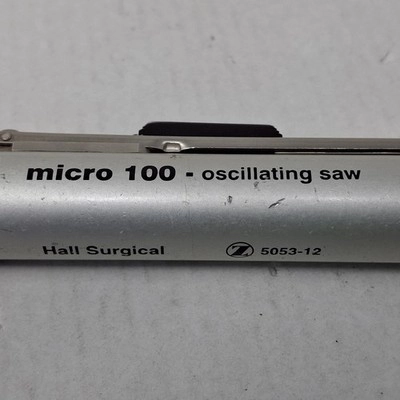 micro 100 - oscillating saw
Hall Surgical Z 5053-12